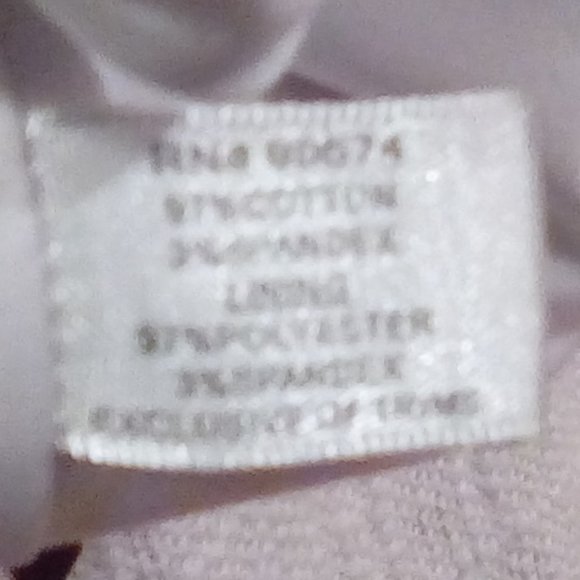 97%COTTON
3%SPANDEX
LINING
97%POLYESTER
3%SPANDEX
EXCLUSIVE OF TRIMS